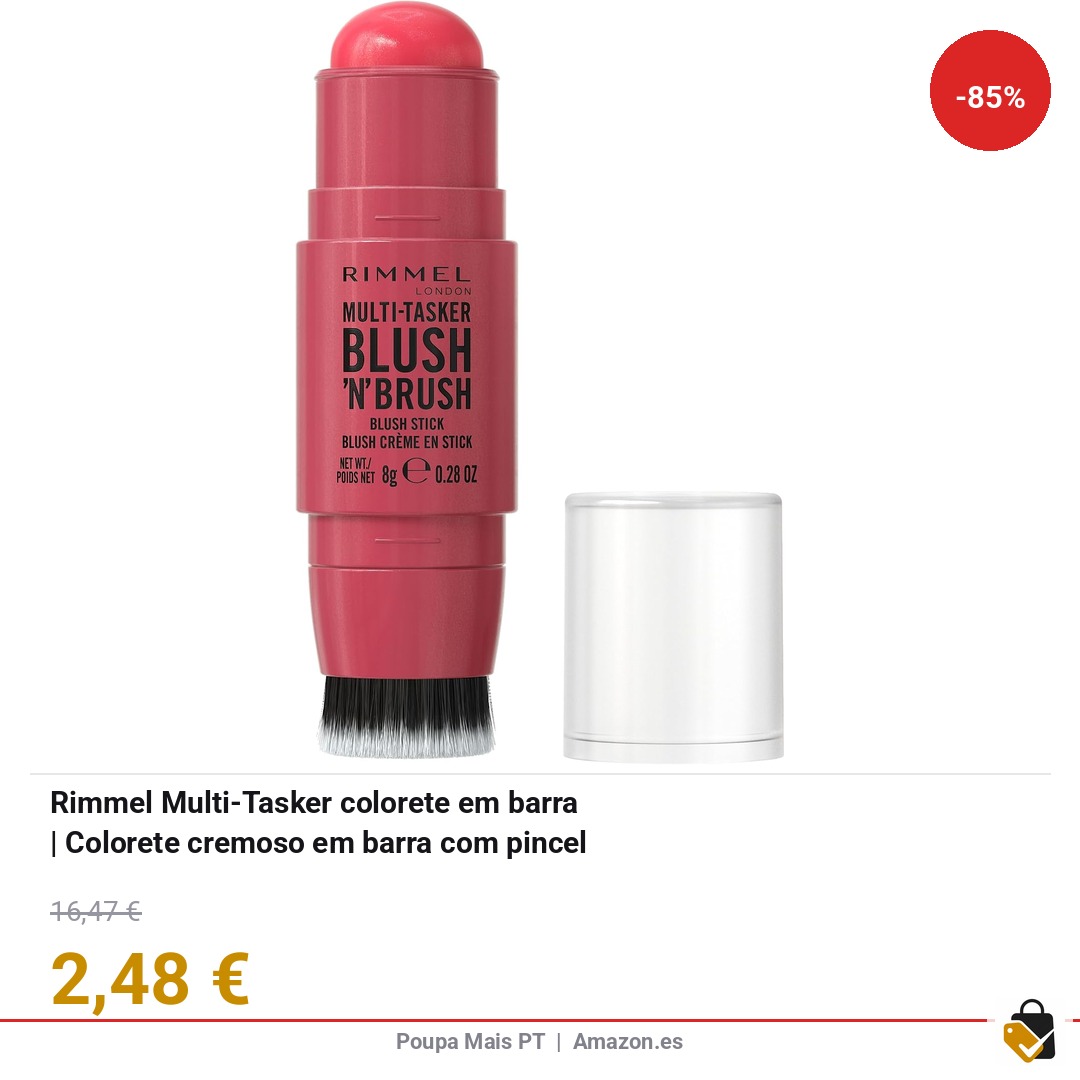 -85%
RIMMEL
LONDON
MULTI-TASKER
BLUSH
'N'BRUSH
BLUSH STICK
BLUSH CRÈME EN STICK
NET WT./
POIDS NET 8g ℮ 0.28 OZ
Rimmel Multi-Tasker colorete em barra
| Colorete cremoso em barra com pincel
16,47 €
2,48 €
Poupa Mais PT | Amazon.es